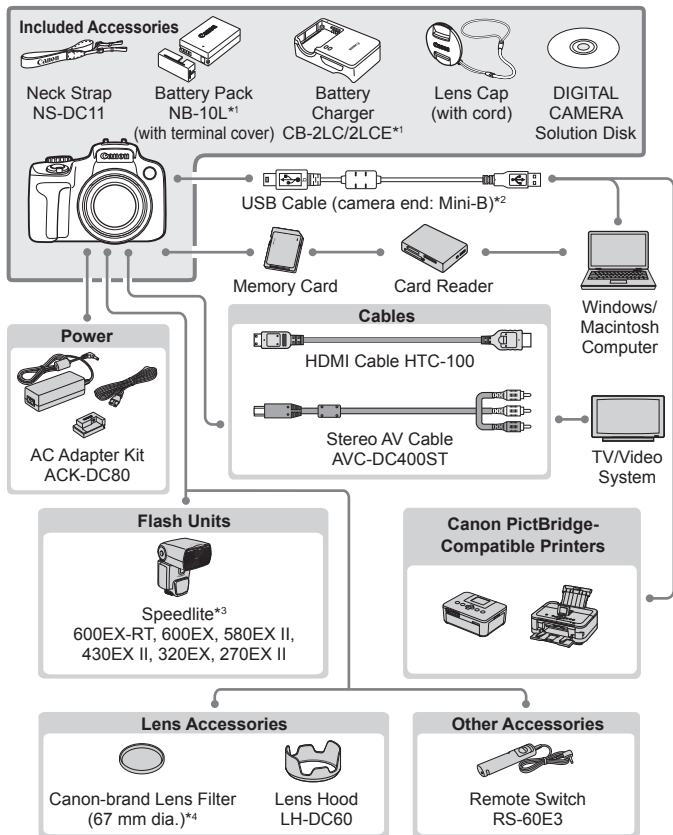 Included Accessories
Canon
Neck Strap
NS-DC11
Canon
Battery Pack
NB-10L*1
(with terminal cover)
Battery
Charger
CB-2LC/2LCE*1
Lens Cap
(with cord)
DIGITAL
CAMERA
Solution Disk
Canon
USB Cable (camera end: Mini-B)*2
Memory Card
Card Reader
Windows/
Macintosh
Computer
Power
AC Adapter Kit
ACK-DC80
Cables
HDMI Cable HTC-100
Stereo AV Cable
AVC-DC400ST
TV/Video
System
Flash Units
Speedlite*3
600EX-RT, 600EX, 580EX II,
430EX II, 320EX, 270EX II
Canon PictBridge-
Compatible Printers
Lens Accessories
Canon-brand Lens Filter
(67 mm dia.)*4
Lens Hood
LH-DC60
Other Accessories
Remote Switch
RS-60E3